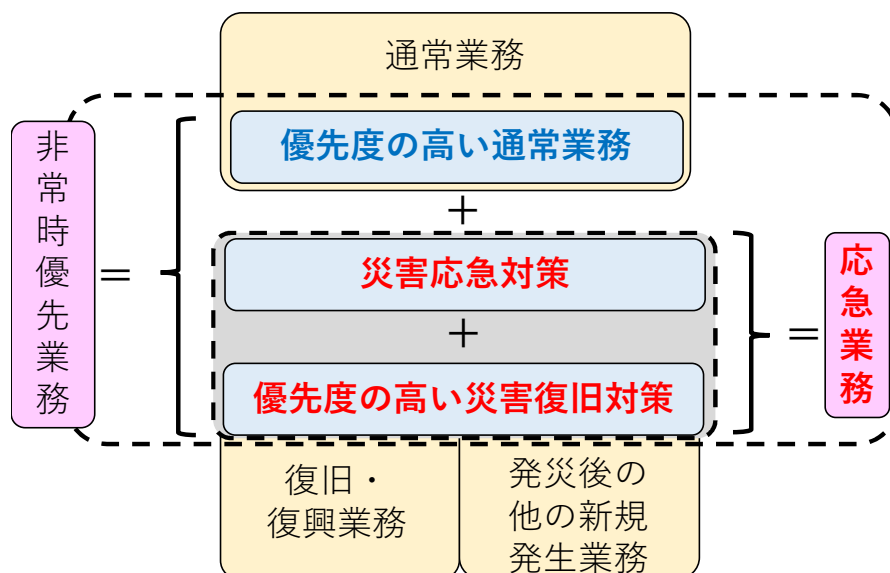 通常業務
優先度の高い通常業務
＋
非常時優先業務
＝
災害応急対策
＋
優先度の高い災害復旧対策
＝
応急業務
復旧・
復興業務
発災後の
他の新規
発生業務